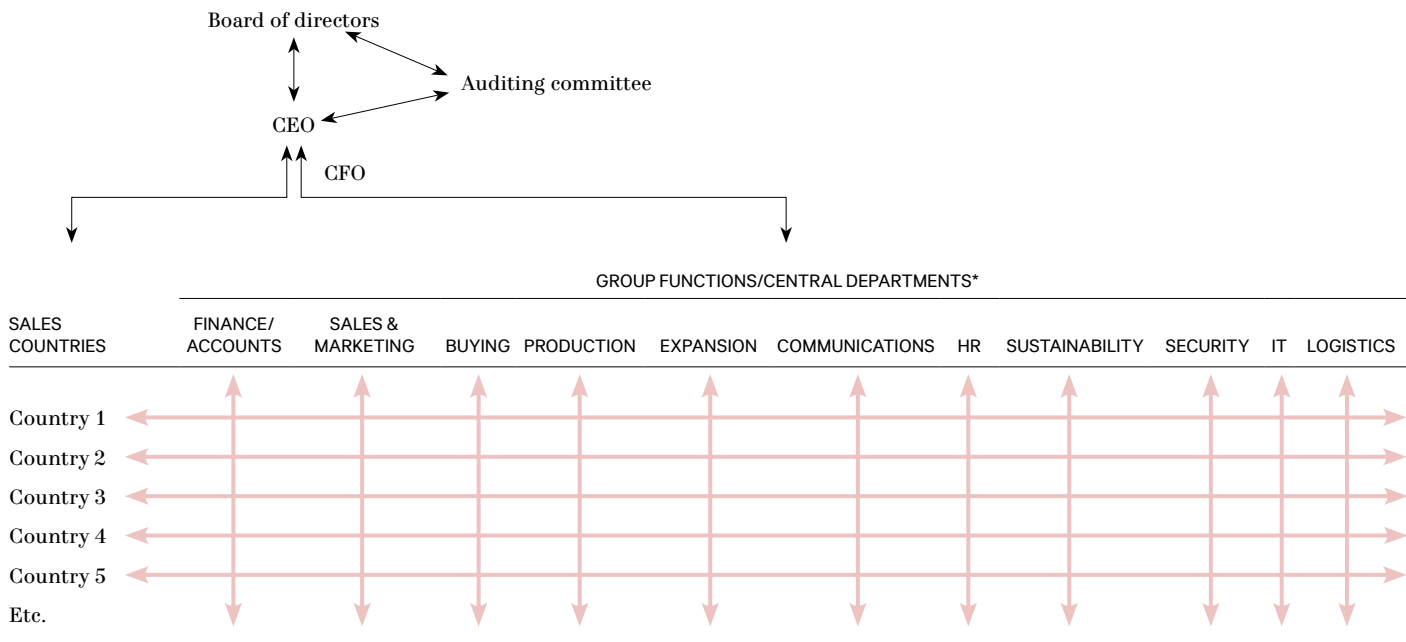 Board of directors
Auditing committee
CEO
CFO
GROUP FUNCTIONS/CENTRAL DEPARTMENTS*
SALES
COUNTRIES
FINANCE/
ACCOUNTS
SALES &
MARKETING
BUYING
PRODUCTION
EXPANSION
COMMUNICATIONS
HR
SUSTAINABILITY
SECURITY
IT
LOGISTICS
Country 1
Country 2
Country 3
Country 4
Country 5
Etc.